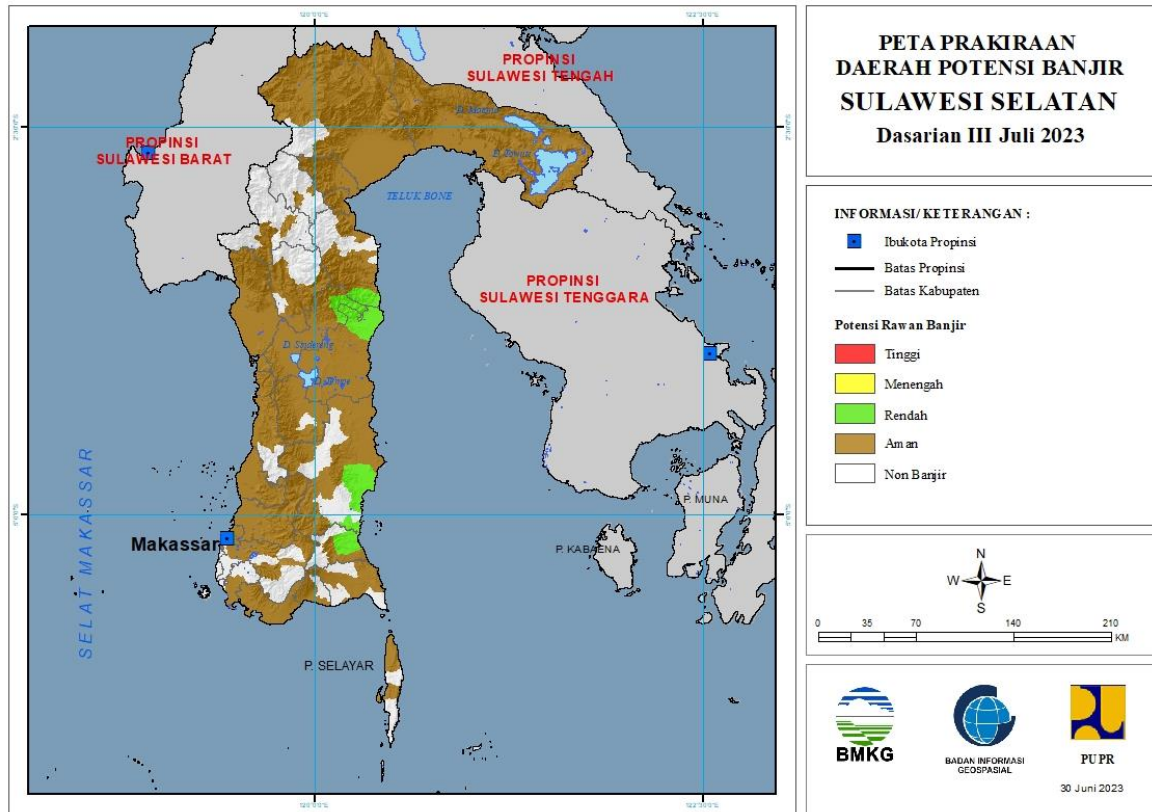 PROPINSI
SULAWESI TENGAH
PROPINSI
SULAWESI BARAT
TELUK BONE
PROPINSI
SULAWESI TENGGARA
SELAT MAKASSAR
Makassar
P. MUNA
P. KABAENA
P. SELAYAR
PETA PRAKIRAAN
DAERAH POTENSI BANJIR
SULAWESI SELATAN
Dasarian III Juli 2023
INFORMASI/ KETERANGAN :
Ibukota Propinsi
Batas Propinsi
Batas Kabupaten
Potensi Rawan Banjir
Tinggi
Menengah
Rendah
Aman
Non Banjir
N
W E
S
0 35 70 140 210
KM
BMKG
BADAN INFORMASI
GEOSPASIAL
PUPR
30 Juni 2023